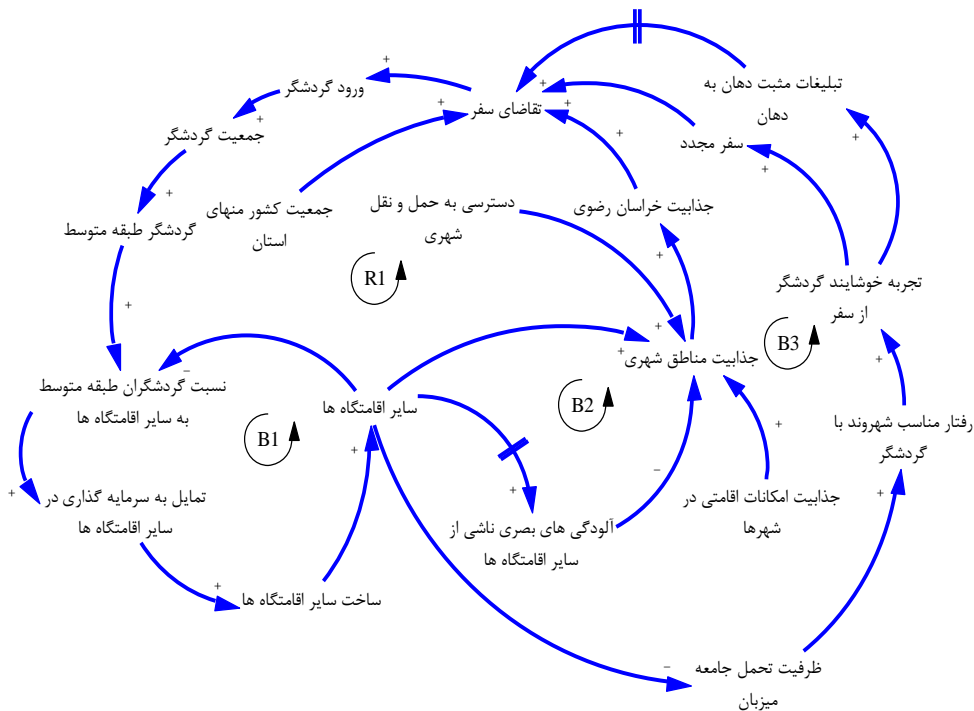 تبلیغات مثبت دهان به
دهان
ورود گردشگر
تقاضای سفر
جمعیت گردشگر
سفر مجدد
جمعیت کشور منهای
استان
دسترسی به حمل و نقل
شهری
جذابیت خراسان رضوی
گردشگر طبقه متوسط
R1
تجربه خوشایند گردشگر
از سفر
B3
جذابیت مناطق شهری
نسبت گردشگران طبقه متوسط
به سایر اقامتگاه ها
سایر اقامتگاه ها
B2
B1
رفتار مناسب شهروند با
گردشگر
تمایل به سرمایه گذاری در
سایر اقامتگاه ها
آلودگی های بصری ناشی از
سایر اقامتگاه ها
جذابیت امکانات اقامتی در
شهرها
ساخت سایر اقامتگاه ها
ظرفیت تحمل جامعه
میزبان